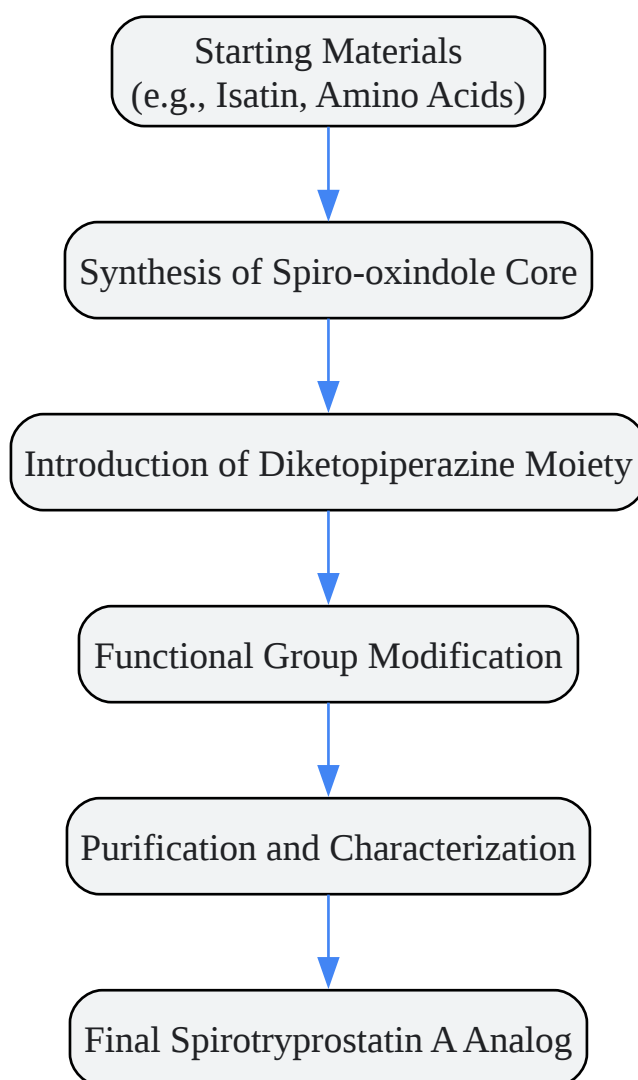 Starting Materials
(e.g., Isatin, Amino Acids)
Synthesis of Spiro-oxindole Core
Introduction of Diketopiperazine Moiety
Functional Group Modification
Purification and Characterization
Final Spirotryprostatin A Analog